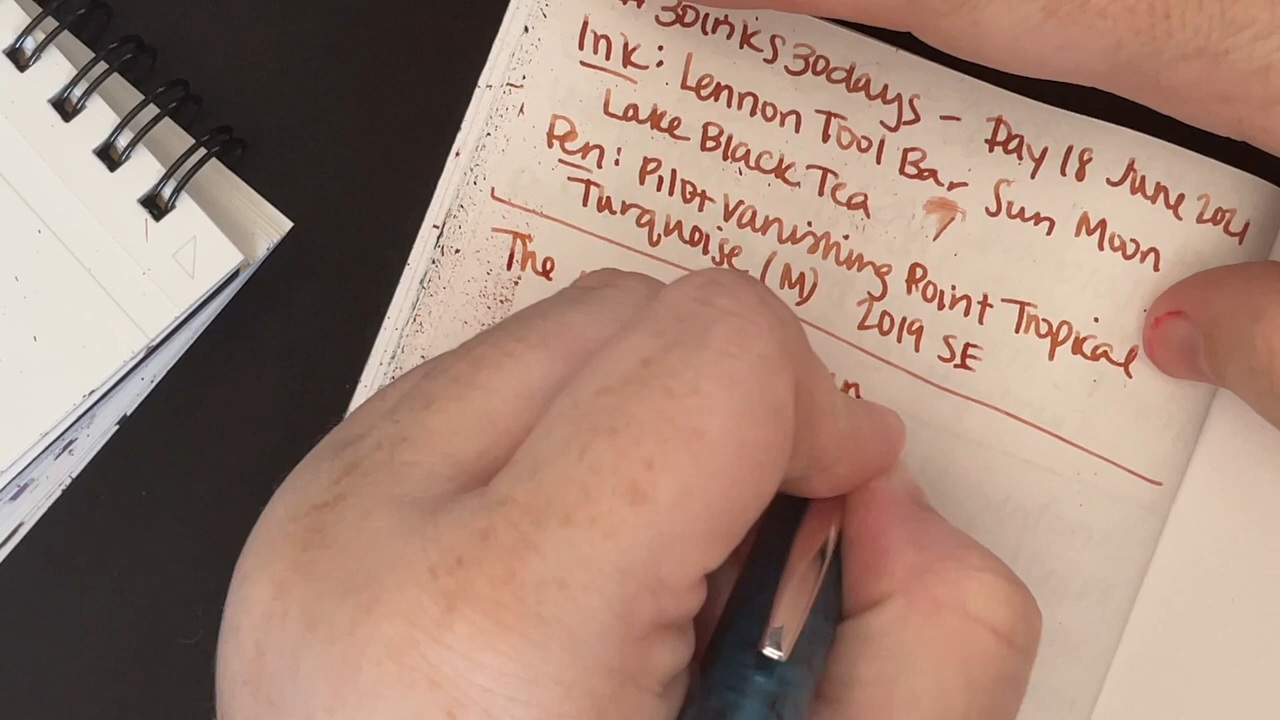 # 30inks30days - Day 18 June 2021
Ink: Lennon Tool Bar Sun Moon
Lake Black Tea
Pen: Pilot Vanishing Point Tropical
Turquoise (M) 2019 SE
The